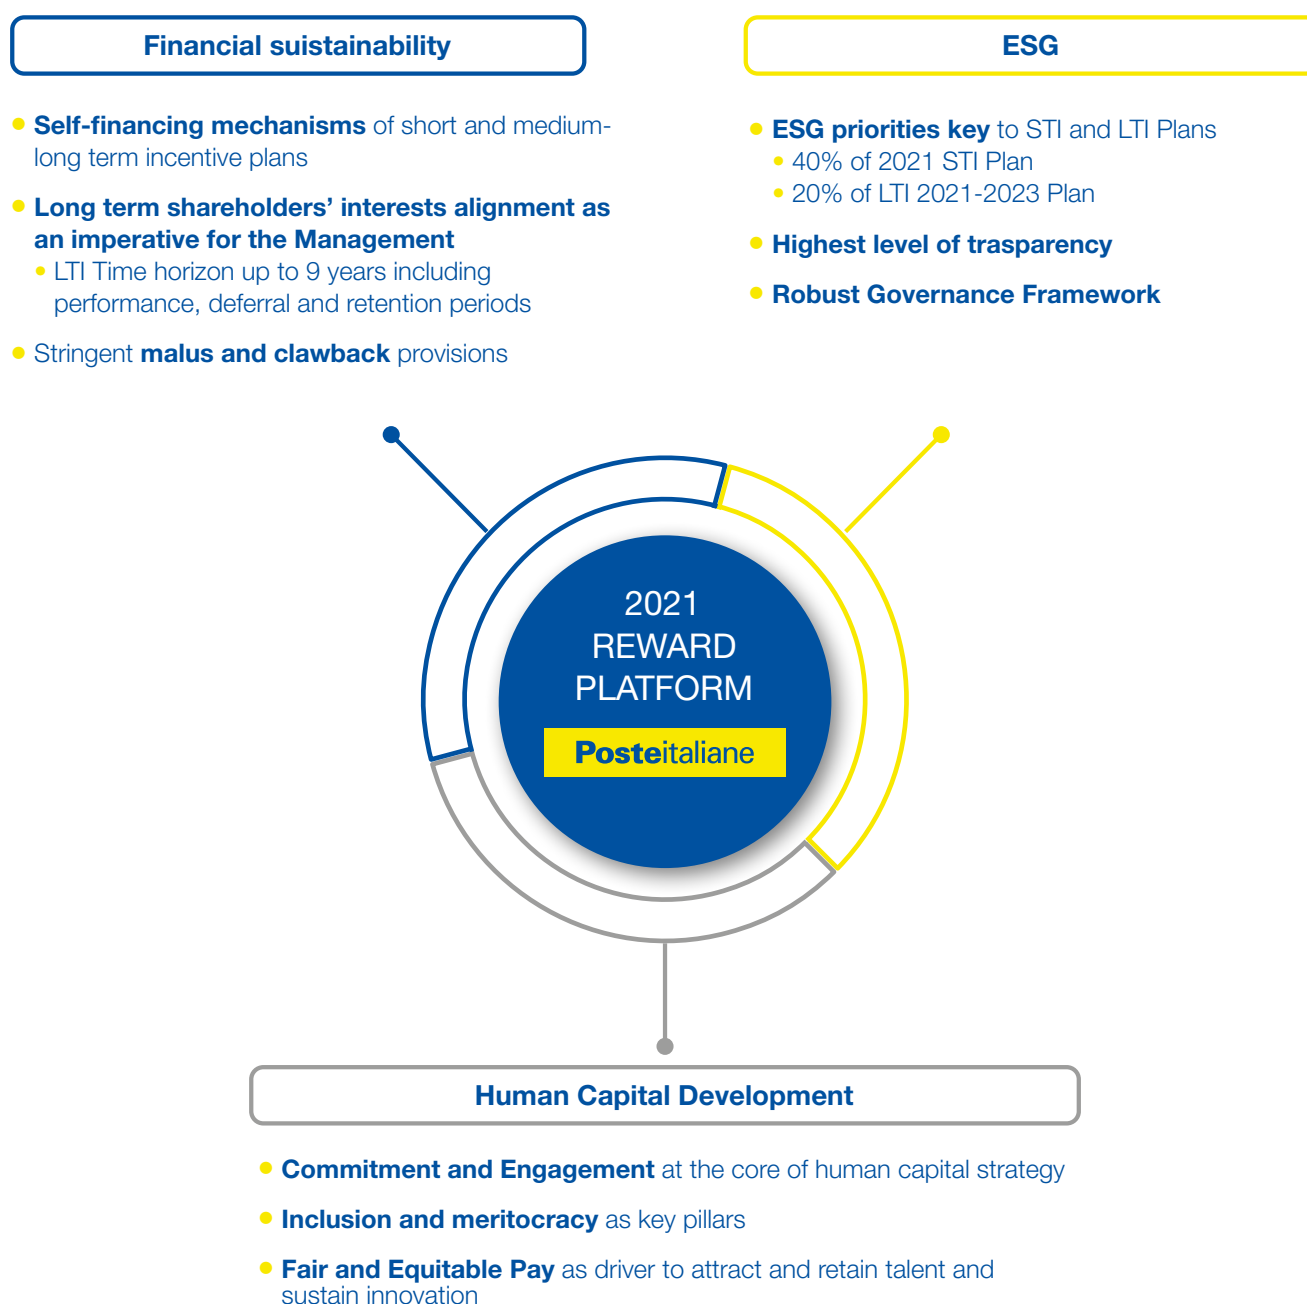 Financial suistainability
Self-financing mechanisms of short and medium-
long term incentive plans
Long term shareholders' interests alignment as
an imperative for the Management
LTI Time horizon up to 9 years including
performance, deferral and retention periods
Stringent malus and clawback provisions
ESG
ESG priorities key to STI and LTI Plans
40% of 2021 STI Plan
20% of LTI 2021-2023 Plan
Highest level of trasparency
Robust Governance Framework
2021
REWARD
PLATFORM
Posteitaliane
Human Capital Development
Commitment and Engagement at the core of human capital strategy
Inclusion and meritocracy as key pillars
Fair and Equitable Pay as driver to attract and retain talent and
sustain innovation